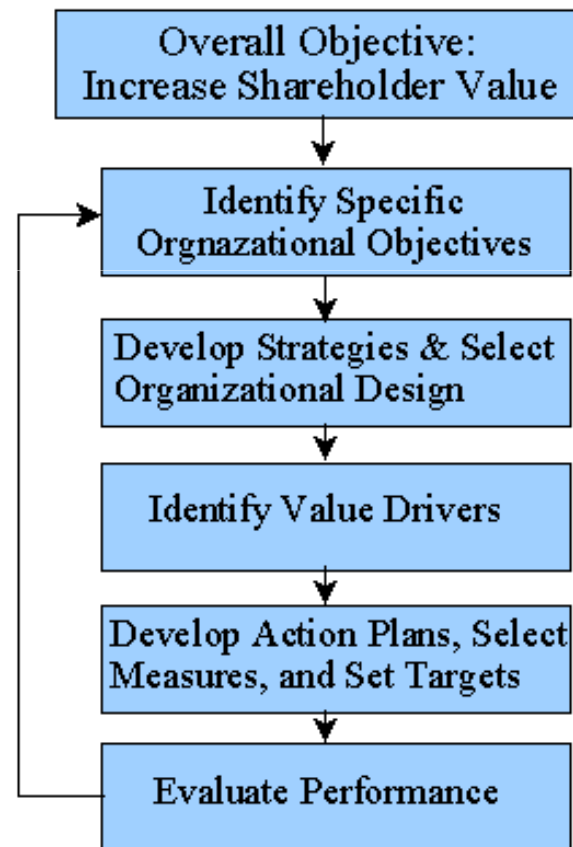 Overall Objective:
Increase Shareholder Value
Identify Specific
Orgnazational Objectives
Develop Strategies & Select
Organizational Design
Identify Value Drivers
Develop Action Plans, Select
Measures, and Set Targets
Evaluate Performance